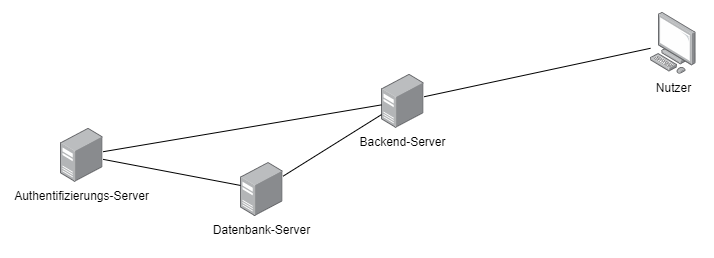 Nutzer
Backend-Server
Authentifizierungs-Server
Datenbank-Server